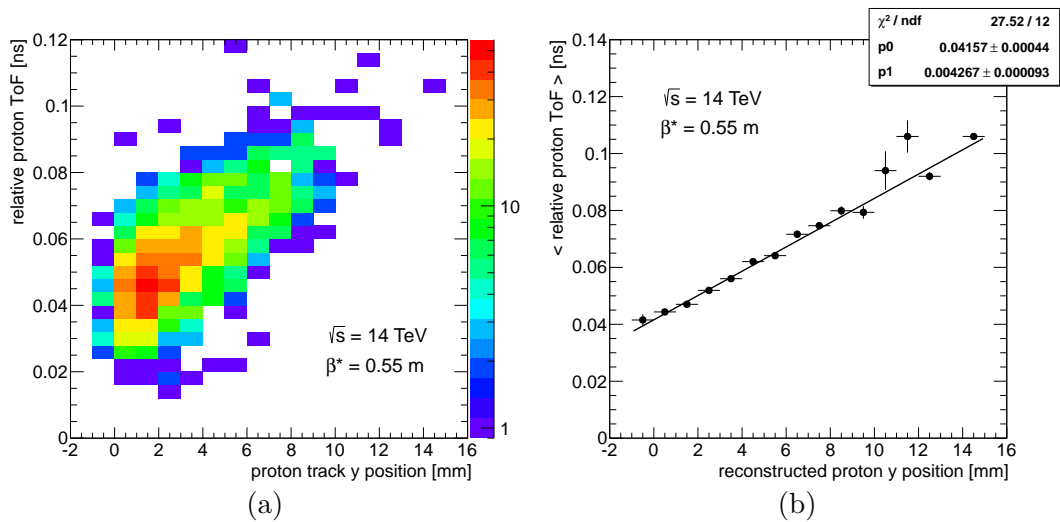 0.12
0.1
0.08
0.06
0.04
0.02
0
-2 0 2 4 6 8 10 12 14 16
relative proton ToF [ns]
proton track y position [mm]
√s = 14 TeV
β* = 0.55 m
10
1
(a)
χ² / ndf 27.52 / 12
p0 0.04157 ± 0.00044
p1 0.004267 ± 0.000093
0.14
0.12
0.1
0.08
0.06
0.04
0.02
0
-2 0 2 4 6 8 10 12 14 16
< relative proton ToF > [ns]
reconstructed proton y position [mm]
√s = 14 TeV
β* = 0.55 m
(b)